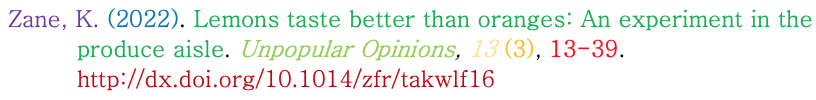 Zane, K. (2022). Lemons taste better than oranges: An experiment in the
produce aisle. Unpopular Opinions, 13 (3), 13-39.
http://dx.doi.org/10.1014/zfr/takwlf16